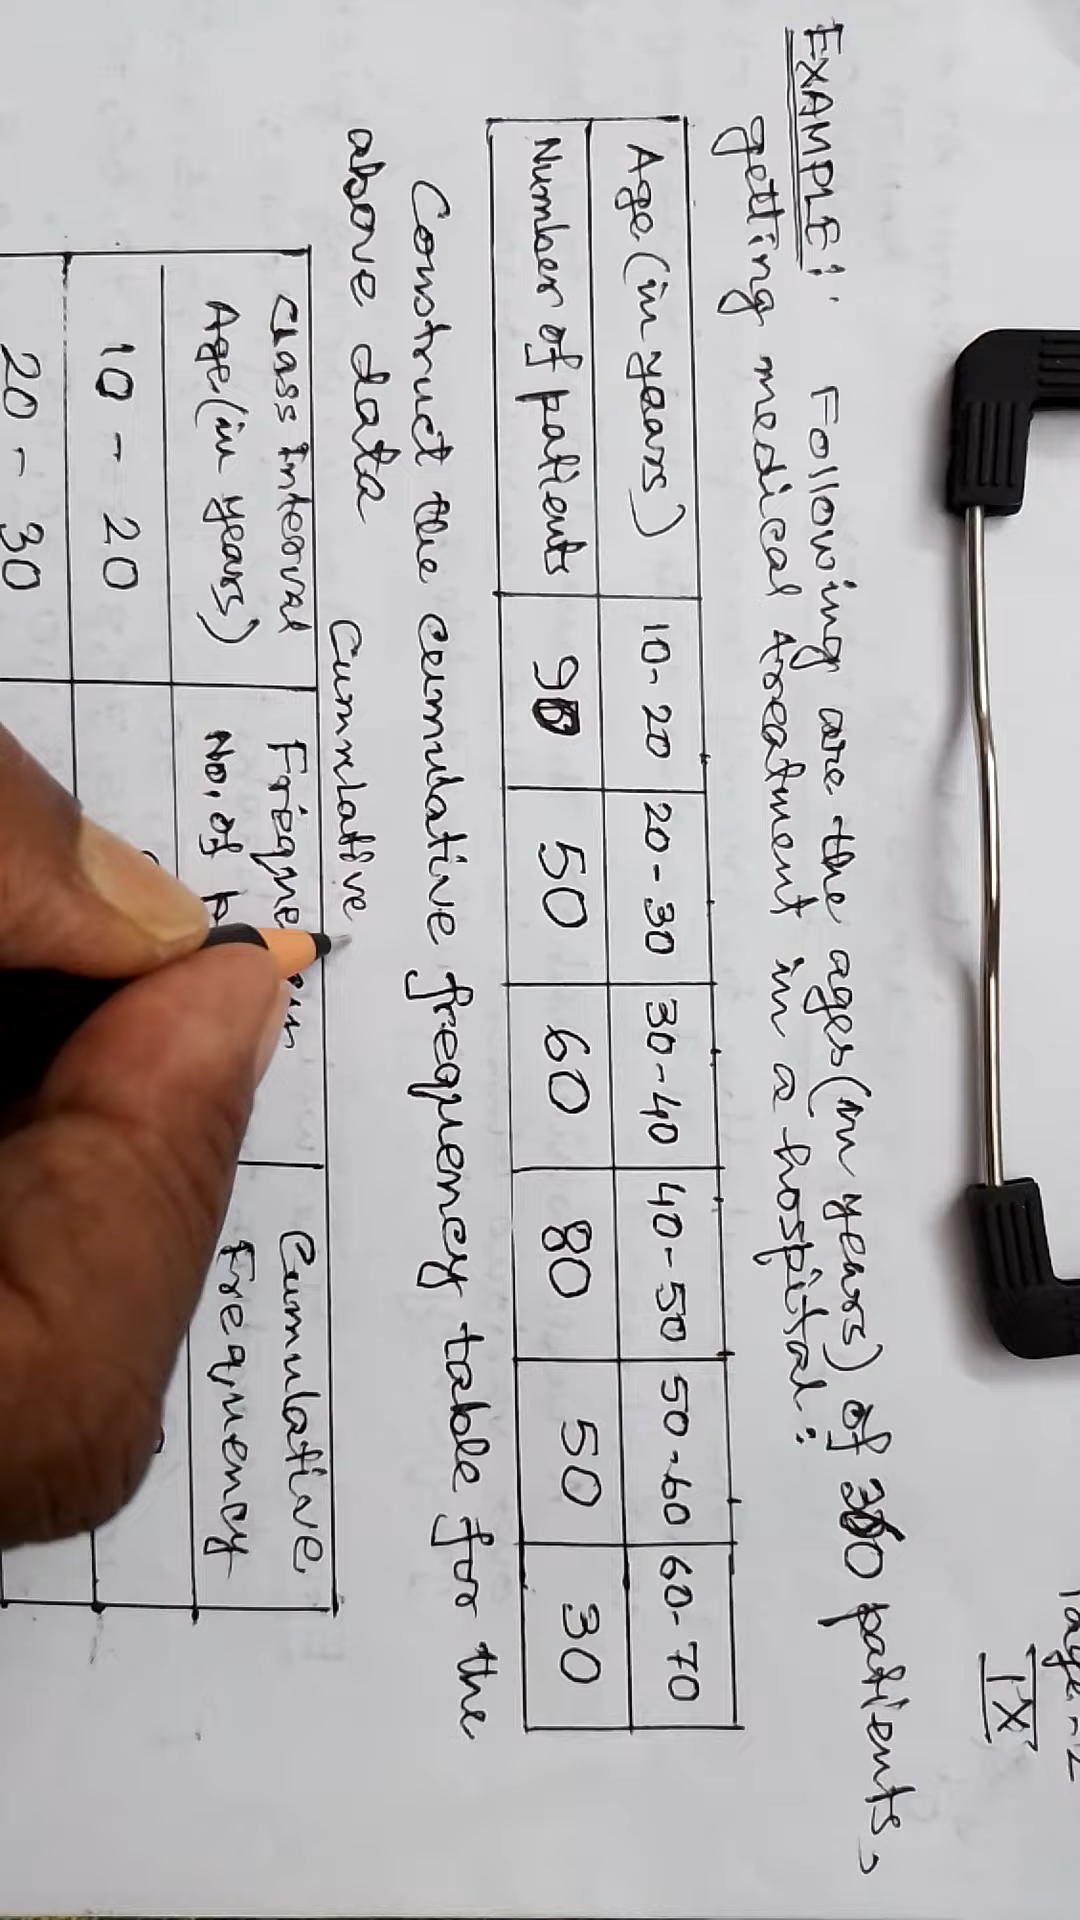 Page-2
IX
EXAMPLE: Following are the ages (in years) of 300 patients,
getting medical treatment in a hospital:
Age (in years) 10-20 20-30 30-40 40-50 50-60 60-70
Number of patients 90 50 60 80 50 30
Construct the cumulative frequency table for the
above data Cumulative
Class Interval Cumulative
Age (in years) No. of Frequency
10 - 20
20 - 30